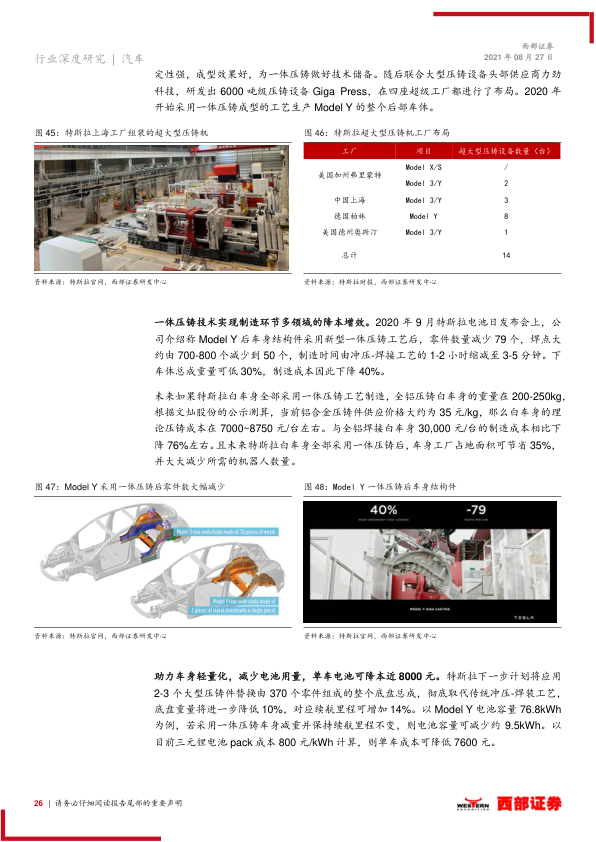 西部证券
行业深度研究 | 汽车
2021 年 08 月 27 日
定性强，成型效果好，为一体压铸做好技术储备。随后联合大型压铸设备头部供应商力劲
科技，研发出 6000 吨级压铸设备 Giga Press，在四座超级工厂都进行了布局。2020 年
开始采用一体压铸成型的工艺生产 Model Y 的整个后部车体。
图 45：特斯拉上海工厂组装的超大型压铸机
图 46：特斯拉超大型压铸机工厂布局
工厂 项目 超大型压铸设备数量（台）
美国加州弗里蒙特 Model X/S /
Model 3/Y 2
中国上海 Model 3/Y 3
德国柏林 Model Y 8
美国德州奥斯汀 Model 3/Y 1
总计 14
资料来源：特斯拉官网，西部证券研发中心
资料来源：特斯拉财报，西部证券研发中心
一体压铸技术实现制造环节多领域的降本增效。2020 年 9 月特斯拉电池日发布会上，公
司介绍称 Model Y 后车身结构件采用新型一体铸造工艺后，零件数量减少 79 个，焊点大
约由 700-800 个减少到 50 个，制造时间由冲压-焊接工艺的 1-2 小时缩减至 3-5 分钟。下
车体总成重量可低 30%，制造成本因此下降 40%。
未来如果特斯拉白车身全部采用一体压铸工艺制造，全铝压铸白车身的重量在 200-250kg，
根据文灿股份的公示测算，当前铝合金压铸件供应价格大约为 35 元/kg，那么白车身的理
论压铸成本在 7000~8750 元/台左右。与全铝焊接白车身 30,000 元/台的制造成本相比下
降 76%左右。且未来特斯拉白车身全部采用一体压铸后，车身工厂占地面积可节省 35%，
并大大减少所需的机器人数量。
图 47：Model Y 采用一体压铸后零件数大幅减少
图 48：Model Y 一体压铸后车身结构件
Model 3 rear underbody made of 70 pieces of metal
Model Y rear underbody made of
2 pieces of metal (eventually a single piece)
40% -79
REAR UNDERBODY COST SAVINGS PARTS PER CAR
MODEL Y GIGA CASTING
TESLA
资料来源：特斯拉官网，西部证券研发中心
资料来源：特斯拉官网，西部证券研发中心
助力车身轻量化，减少电池用量，单车电池可降本近 8000 元。特斯拉下一步计划将应用
2-3 个大型压铸件替换由 370 个零件组成的整个底盘总成，彻底取代传统冲压-焊装工艺，
底盘重量将进一步降低 10%，对应续航里程可增加 14%。以 Model Y 电池容量 76.8kWh
为例，若采用一体压铸车身减重并保持续航里程不变，则电池容量可减少约 9.5kWh。以
目前三元锂电池 pack 成本 800 元/kWh 计算，则单车成本可降低 7600 元。
26 | 请务必仔细阅读报告尾部的重要声明
WESTERN
SECURITIES
西部证券